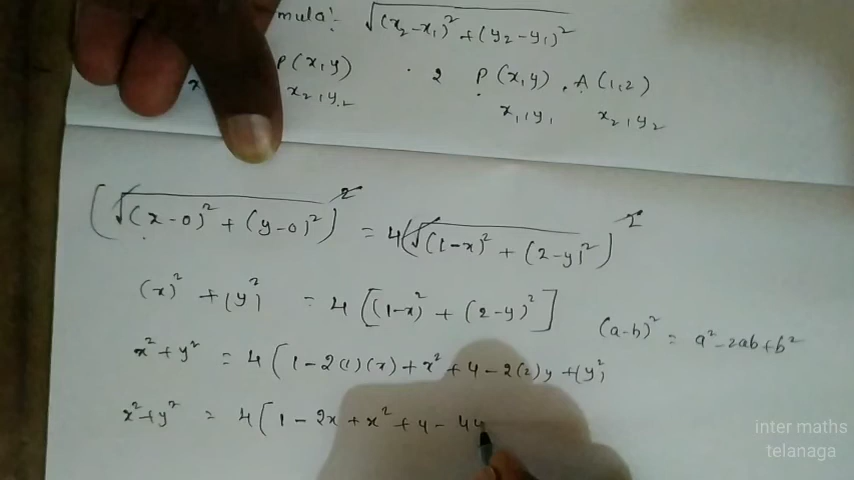 mula:- √(x₂-x₁)² + (y₂-y₁)²
P(x,y) · 2 P(x,y) . A(1,2)
x₂,y₂ x₁,y₁ x₂,y₂
(√(x-0)² + (y-0)²)² = 4(√(1-x)² + (2-y)²)²
(x)² + (y)² = 4[(1-x)² + (2-y)²]
(a-b)² = a²-2ab+b²
x²+y² = 4(1-2(1)(x)+x²+4-2(2)y+(y)²
x²+y² = 4(1-2x+x²+4-4y
inter maths
telanaga